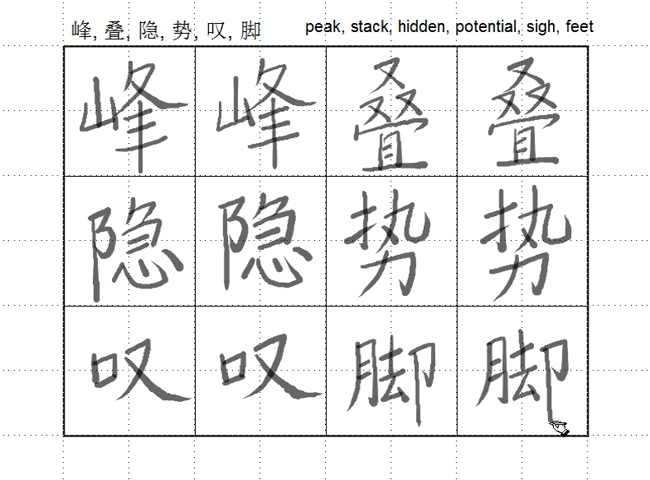 峰, 叠, 隐, 势, 叹, 脚 peak, stack, hidden, potential, sigh, feet
峰 峰 叠 叠
隐 隐 势 势
叹 叹 脚 脚